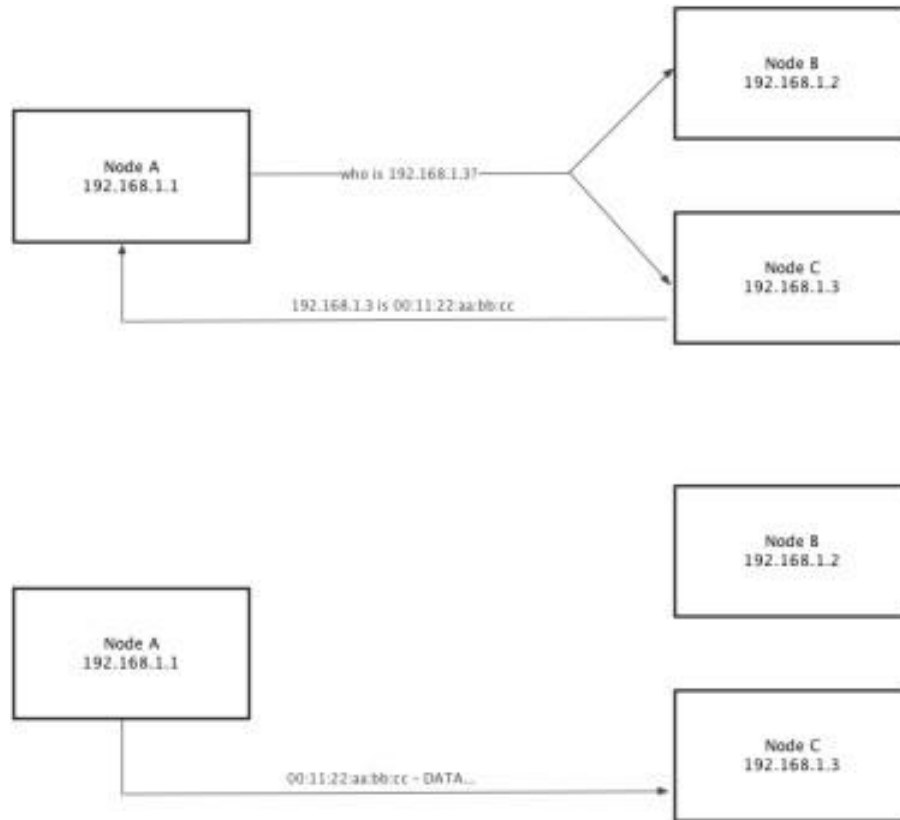 Node B
192.168.1.2
Node A
192.168.1.1
who is 192.168.1.3?
Node C
192.168.1.3
192.168.1.3 is 00:11:22:aa:bb:cc
Node B
192.168.1.2
Node A
192.168.1.1
Node C
192.168.1.3
00:11:22:aa:bb:cc - DATA...